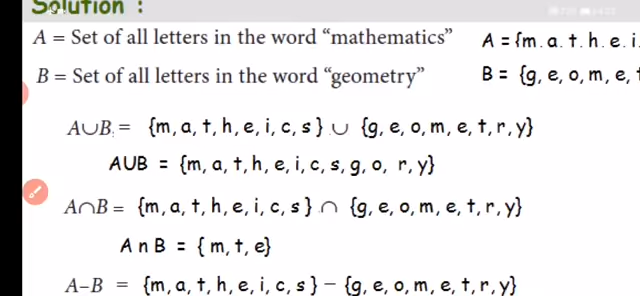 Solution :
A = Set of all letters in the word “mathematics” A = {m. a. t. h. e. i.
B = Set of all letters in the word “geometry” B = {g, e, o, m, e,
A∪B = {m, a, t, h, e, i, c, s } ∪ {g, e, o, m, e, t, r, y}
AUB = {m, a, t, h, e, i, c, s, g, o, r, y}
A∩B = {m, a, t, h, e, i, c, s } ∩ {g, e, o, m, e, t, r, y}
A n B = { m, t, e}
A–B = {m, a, t, h, e, i, c, s } − {g, e, o, m, e, t, r, y}